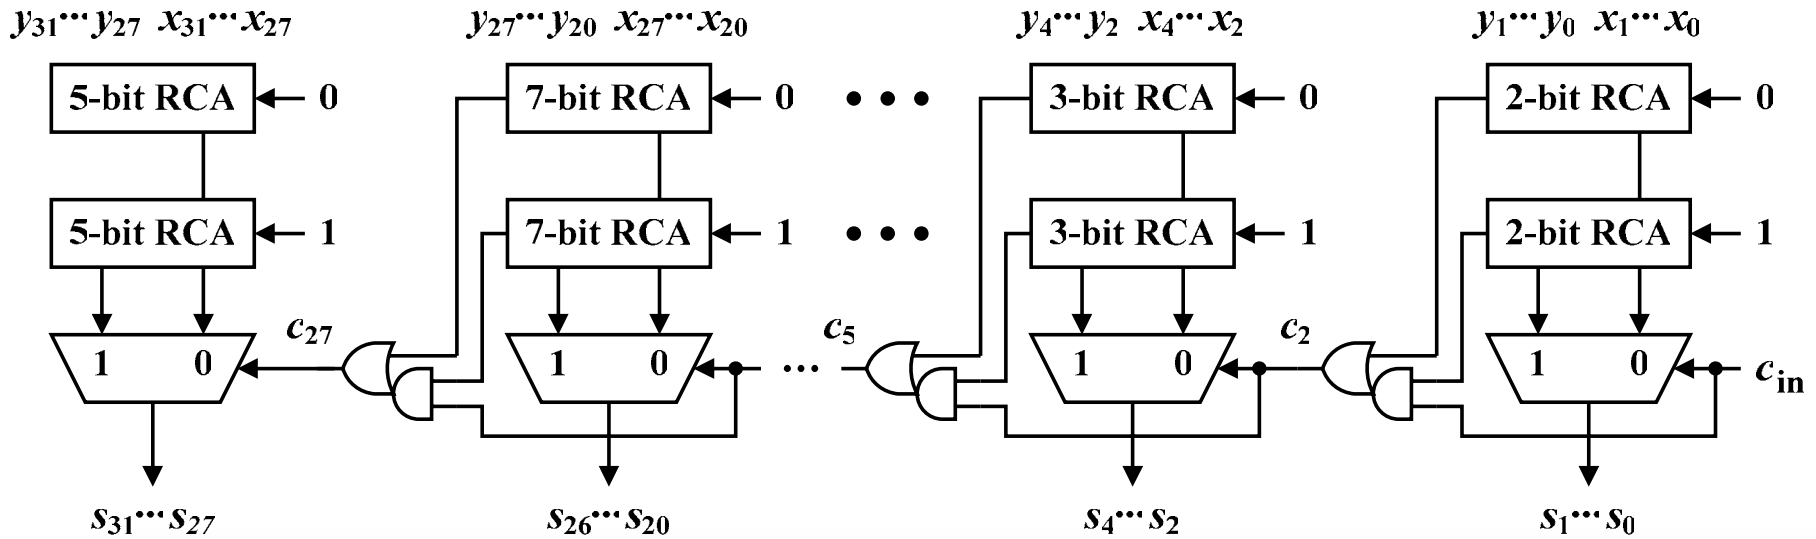 y31···y27 x31···x27 y27···y20 x27···x20 y4···y2 x4···x2 y1···y0 x1···x0
5-bit RCA 0 7-bit RCA 0 ••• 3-bit RCA 0 2-bit RCA 0
5-bit RCA 1 7-bit RCA 1 ••• 3-bit RCA 1 2-bit RCA 1
c27 c5 c2
1 0 1 0 ··· 1 0 1 0 cin
s31···s27 s26···s20 s4···s2 s1···s0